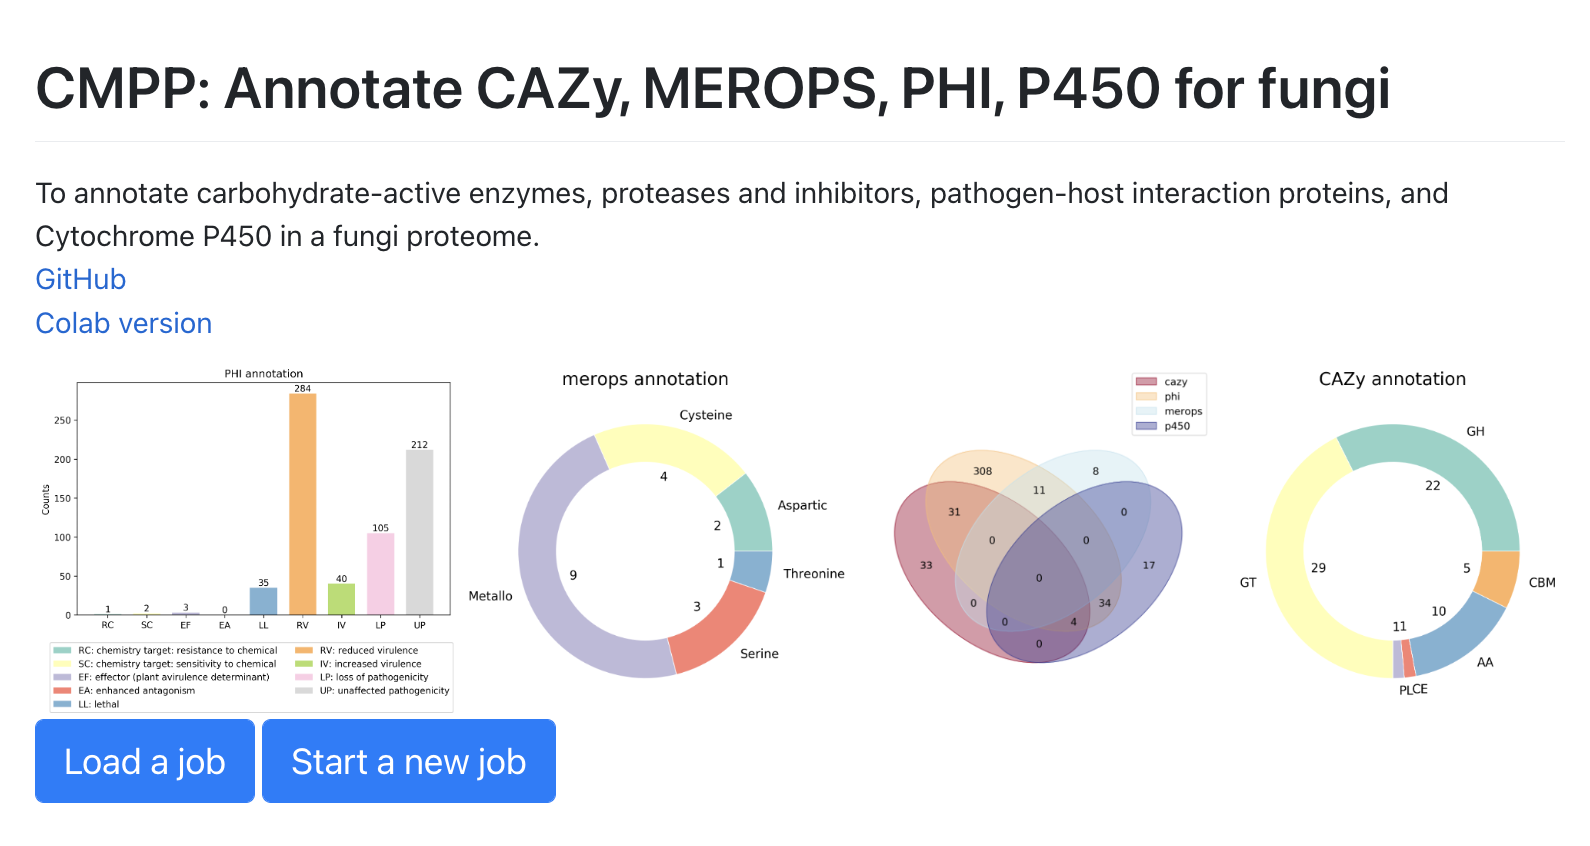 CMPP: Annotate CAZy, MEROPS, PHI, P450 for fungi
To annotate carbohydrate-active enzymes, proteases and inhibitors, pathogen-host interaction proteins, and
Cytochrome P450 in a fungi proteome.
GitHub
Colab version
PHI annotation
Counts
250
200
150
100
50
0
1
2
3
0
35
284
40
105
212
RC
SC
EF
EA
LL
RV
IV
LP
UP
RC: chemistry target: resistance to chemical
SC: chemistry target: sensitivity to chemical
EF: effector (plant avirulence determinant)
EA: enhanced antagonism
LL: lethal
RV: reduced virulence
IV: increased virulence
LP: loss of pathogenicity
UP: unaffected pathogenicity
merops annotation
Cysteine
4
Aspartic
2
Threonine
1
Metallo
9
Serine
3
cazy
phi
merops
p450
308
8
11
31
0
0
0
33
17
0
0
34
0
4
0
CAZy annotation
GH
22
GT
29
CBM
5
AA
10
11
PLCE
Load a job
Start a new job